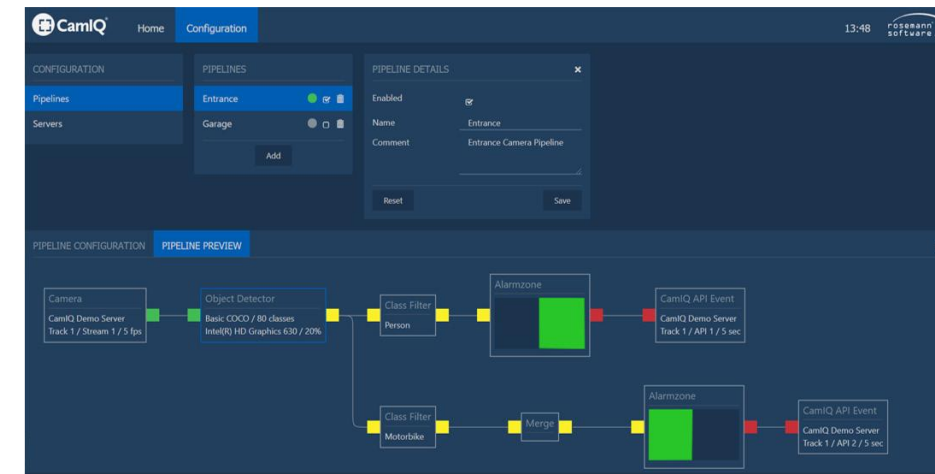 CamIQ
Home
Configuration
13:48
rosemann
software
CONFIGURATION
Pipelines
Servers
PIPELINES
Entrance
Garage
Add
PIPELINE DETAILS
Enabled
Name
Entrance
Comment
Entrance Camera Pipeline
Reset
Save
PIPELINE CONFIGURATION
PIPELINE PREVIEW
Camera
CamIQ Demo Server
Track 1 / Stream 1 / 5 fps
Object Detector
Basic COCO / 80 classes
Intel(R) HD Graphics 630 / 20%
Class Filter
Person
Alarmzone
CamIQ API Event
CamIQ Demo Server
Track 1 / API 1 / 5 sec
Class Filter
Motorbike
Merge
Alarmzone
CamIQ API Event
CamIQ Demo Server
Track 1 / API 2 / 5 sec